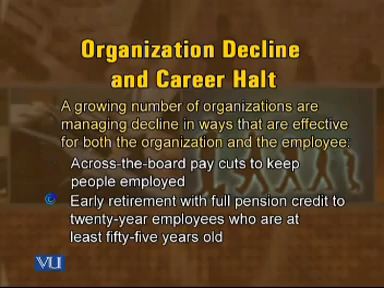 Organization Decline
and Career Halt
A growing number of organizations are
managing decline in ways that are effective
for both the organization and the employee:
Across-the-board pay cuts to keep
people employed
Early retirement with full pension credit to
twenty-year employees who are at
least fifty-five years old
VU